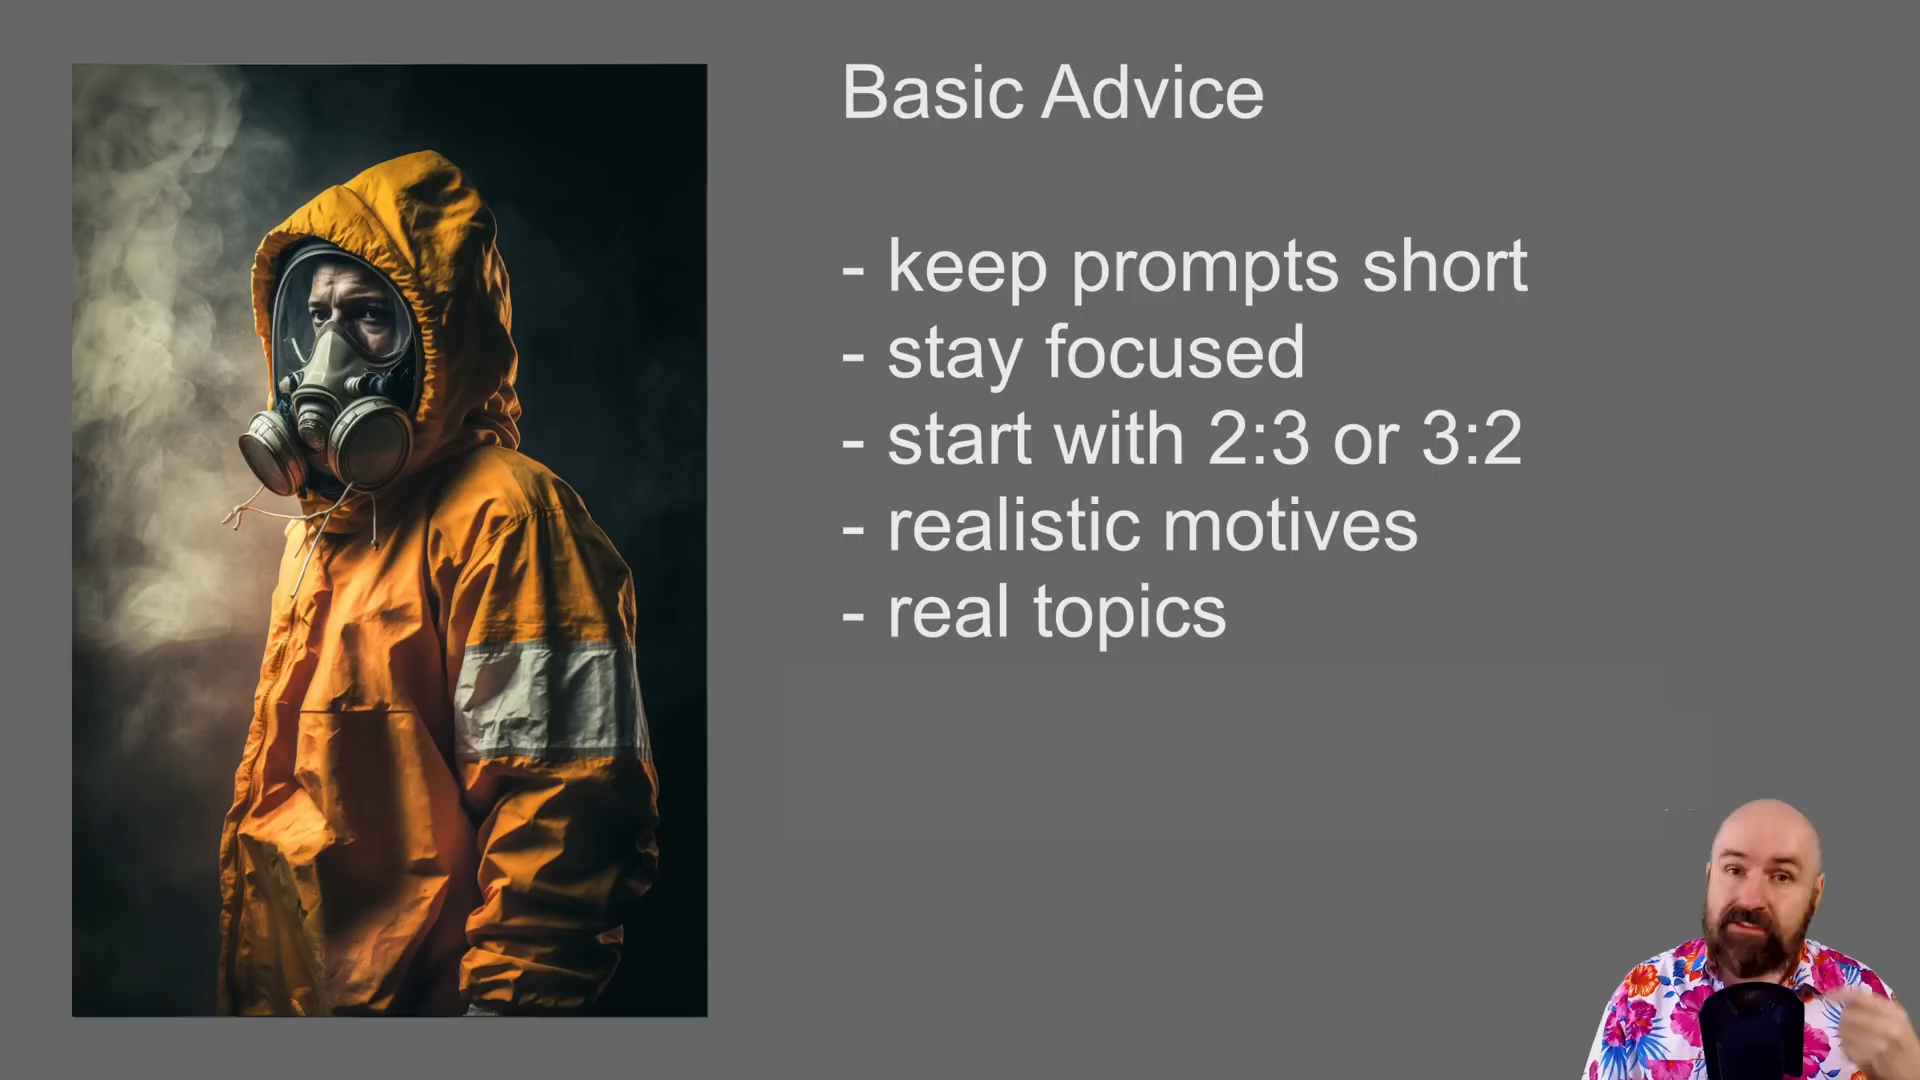 Basic Advice
- keep prompts short
- stay focused
- start with 2:3 or 3:2
- realistic motives
- real topics